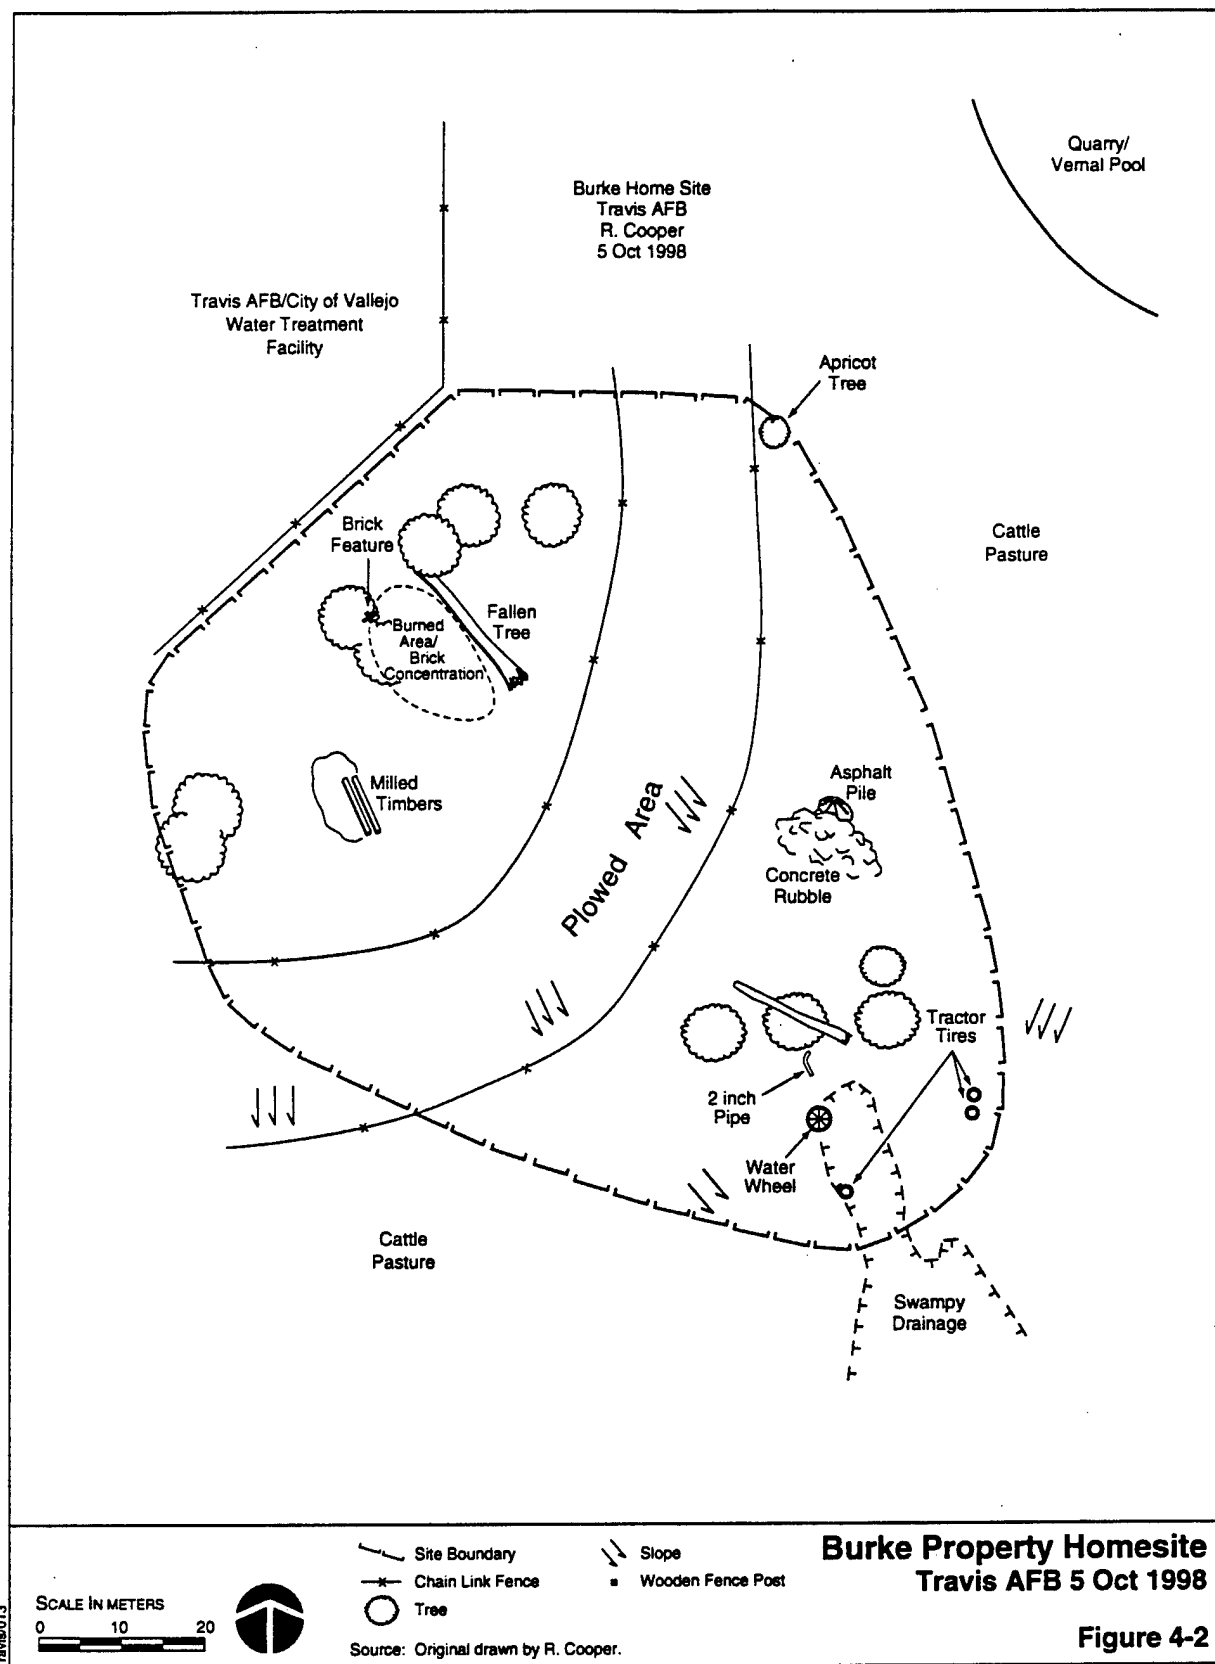 Quarry/
Vernal Pool
Burke Home Site
Travis AFB
R. Cooper
5 Oct 1998
Travis AFB/City of Vallejo
Water Treatment
Facility
Apricot
Tree
Brick
Feature
Cattle
Pasture
Fallen
Tree
Burned
Area/
Brick
Concentration
Milled
Timbers
Asphalt
Pile
Plowed Area
Concrete
Rubble
Tractor
Tires
2 inch
Pipe
Water
Wheel
Cattle
Pasture
Swampy
Drainage
Burke Property Homesite
Travis AFB 5 Oct 1998
Figure 4-2
Site Boundary
Chain Link Fence
Tree
Slope
Wooden Fence Post
SCALE IN METERS
0 10 20
Source: Original drawn by R. Cooper.
Travis/013